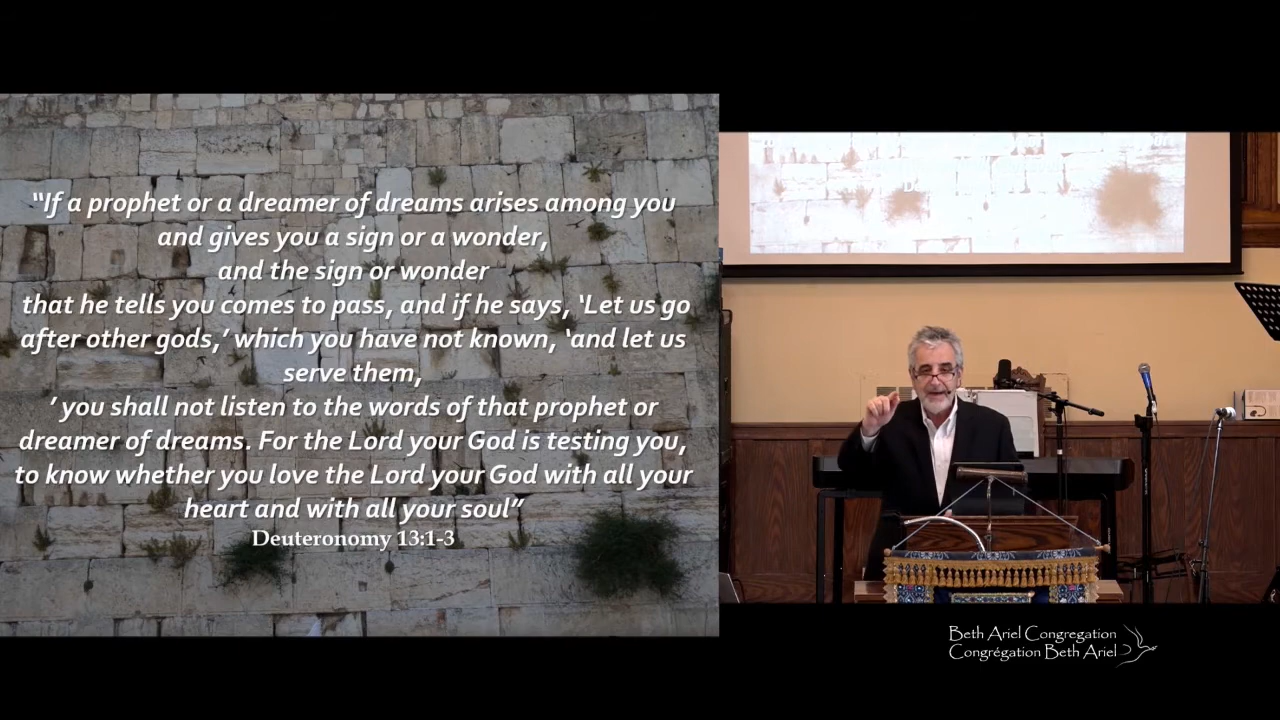 “If a prophet or a dreamer of dreams arises among you
and gives you a sign or a wonder,
and the sign or wonder
that he tells you comes to pass, and if he says, ‘Let us go
after other gods,’ which you have not known, ‘and let us
serve them,
’ you shall not listen to the words of that prophet or
dreamer of dreams. For the Lord your God is testing you,
to know whether you love the Lord your God with all your
heart and with all your soul”
Deuteronomy 13:1-3
Beth Ariel Congregation
Congrégation Beth Ariel